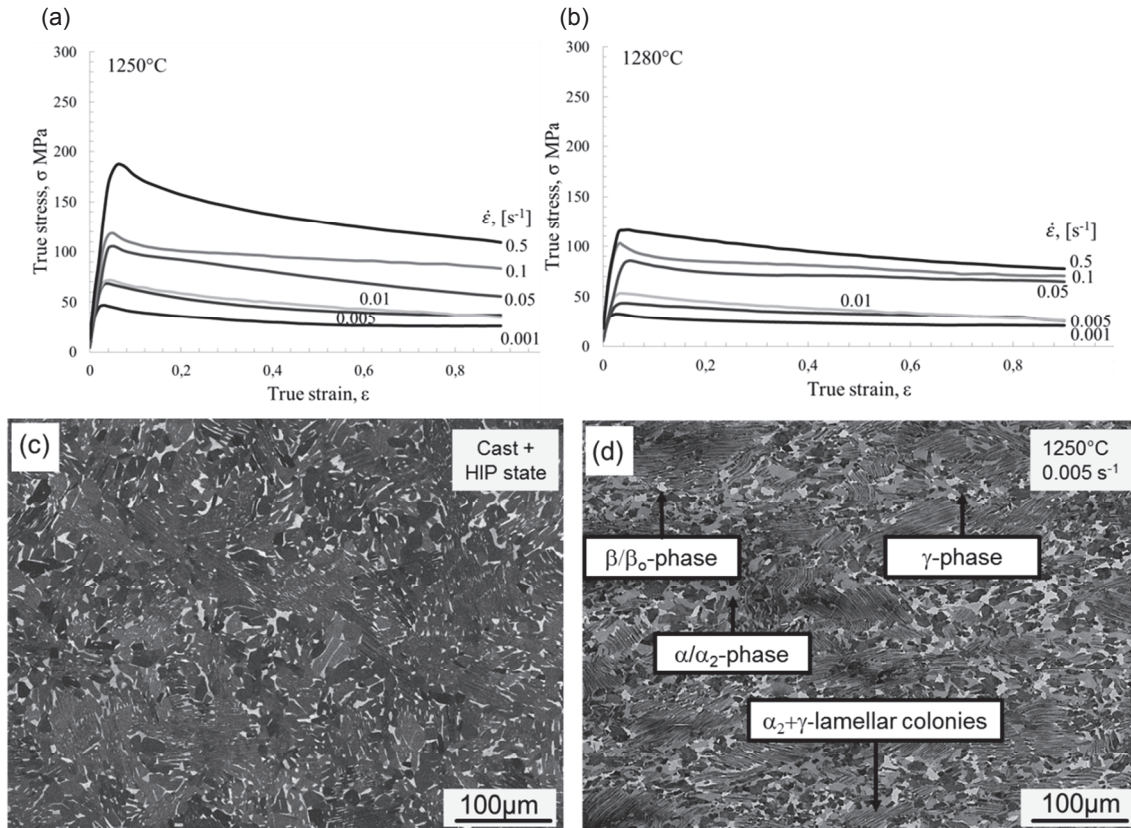 (a)
(b)
300
250
200
150
100
50
0
1250°C
True stress, σ MPa
ε̇, [s-1]
0.5
0.1
0.05
0.01
0.005
0.001
0 0,2 0,4 0,6 0,8
True strain, ε
300
250
200
150
100
50
0
1280°C
True stress, σ MPa
ε̇, [s-1]
0.5
0.1
0.05
0.01
0.005
0.001
0 0,2 0,4 0,6 0,8
True strain, ε
(c)
Cast +
HIP state
100µm
(d)
1250°C
0.005 s-1
β/βo-phase
γ-phase
α/α2-phase
α2+γ-lamellar colonies
100µm